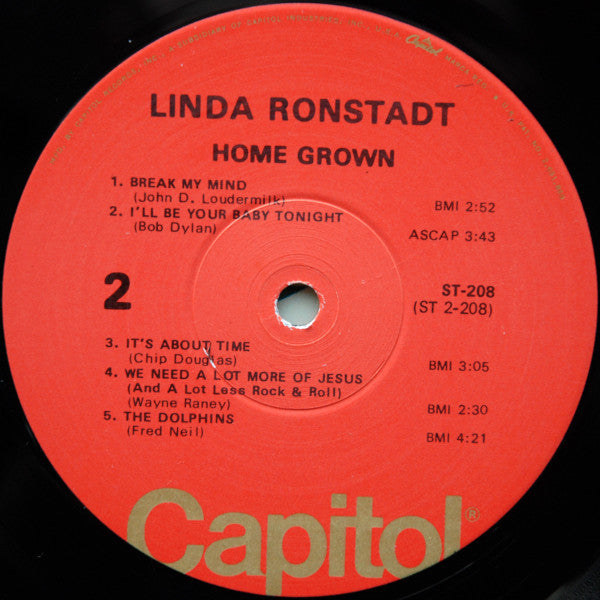 LINDA RONSTADT
HOME GROWN
1. BREAK MY MIND
(John D. Loudermilk)
BMI 2:52
2. I'LL BE YOUR BABY TONIGHT
(Bob Dylan)
ASCAP 3:43
2
ST-208
(ST 2-208)
3. IT'S ABOUT TIME
(Chip Douglas)
BMI 3:05
4. WE NEED A LOT MORE OF JESUS
(And A Lot Less Rock & Roll)
(Wayne Raney)
BMI 2:30
5. THE DOLPHINS
(Fred Neil)
BMI 4:21
Capitol®
Capitol